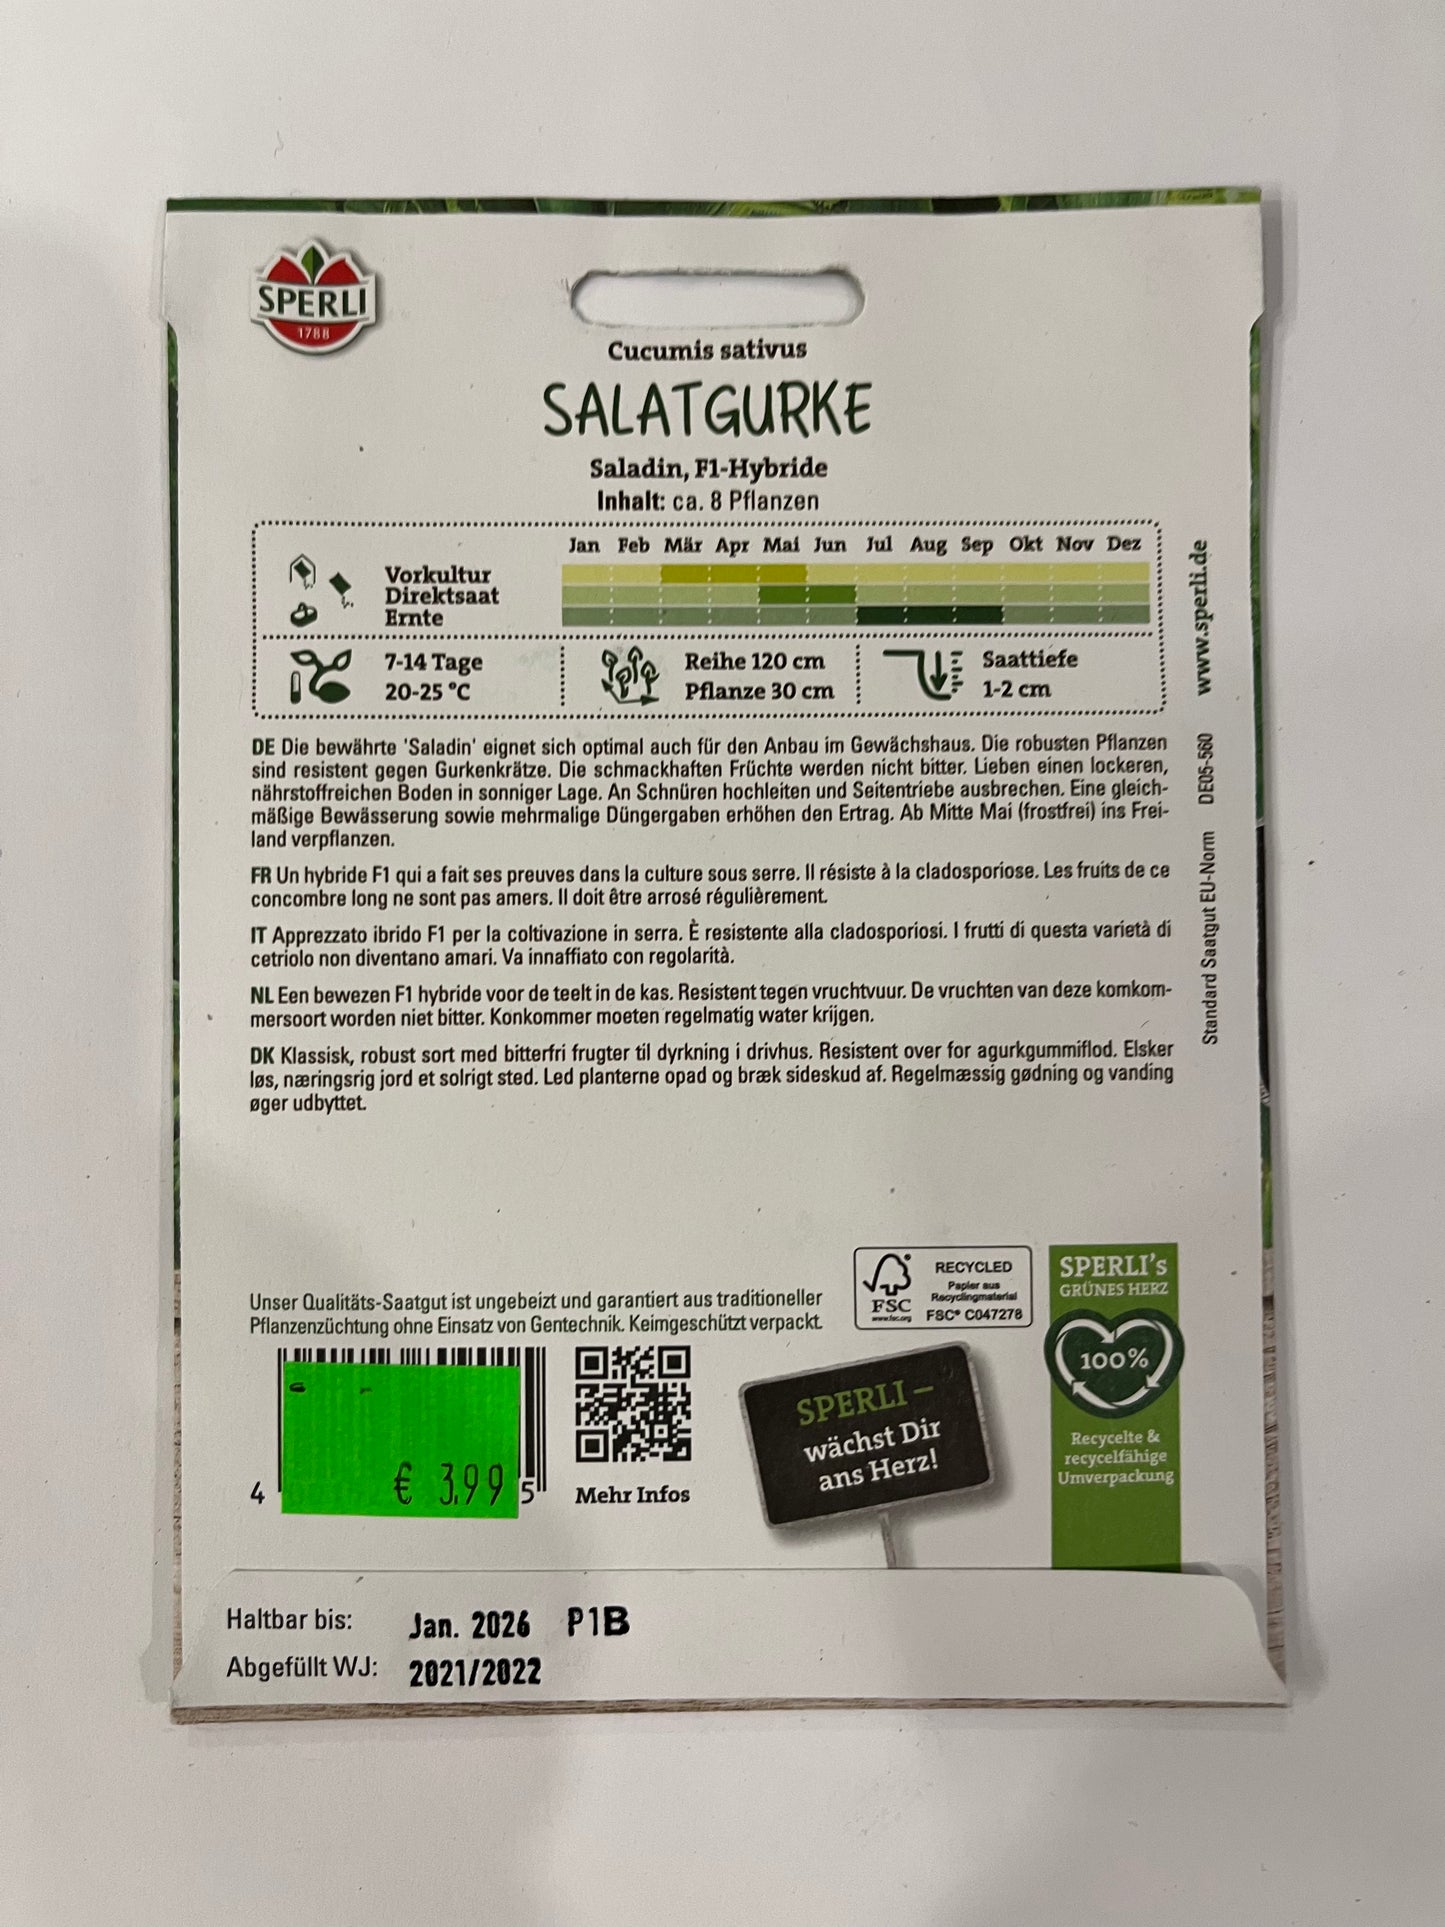 SPERLI
1788
Cucumis sativus
SALATGURKE
Saladin, F1-Hybride
Inhalt: ca. 8 Pflanzen
Jan Feb Mär Apr Mai Jun Jul Aug Sep Okt Nov Dez
Vorkultur
Direktsaat
Ernte
7-14 Tage
20-25 °C
Reihe 120 cm
Pflanze 30 cm
Saattiefe
1-2 cm
DE Die bewährte 'Saladin' eignet sich optimal auch für den Anbau im Gewächshaus. Die robusten Pflanzen
sind resistent gegen Gurkenkrätze. Die schmackhaften Früchte werden nicht bitter. Lieben einen lockeren,
nährstoffreichen Boden in sonniger Lage. An Schnüren hochleiten und Seitentriebe ausbrechen. Eine gleich-
mäßige Bewässerung sowie mehrmalige Düngergaben erhöhen den Ertrag. Ab Mitte Mai (frostfrei) ins Frei-
land verpflanzen.
FR Un hybride F1 qui a fait ses preuves dans la culture sous serre. Il résiste à la cladosporiose. Les fruits de ce
concombre long ne sont pas amers. Il doit être arrosé régulièrement.
IT Apprezzato ibrido F1 per la coltivazione in serra. È resistente alla cladosporiosi. I frutti di questa varietà di
cetriolo non diventano amari. Va innaffiato con regolarità.
NL Een bewezen F1 hybride voor de teelt in de kas. Resistent tegen vruchtvuur. De vruchten van deze komkom-
mersoort worden niet bitter. Konkommer moeten regelmatig water krijgen.
DK Klassisk, robust sort med bitterfri frugter til dyrkning i drivhus. Resistent over for agurkgummiflod. Elsker
løs, næringsrig jord et solrigt sted. Led planterne opad og bræk sideskud af. Regelmæssig gødning og vanding
øger udbyttet.
www.sperli.de
DE05-560
Standard Saatgut EU-Norm
Unser Qualitäts-Saatgut ist ungebeizt und garantiert aus traditioneller
Pflanzenzüchtung ohne Einsatz von Gentechnik. Keimgeschützt verpackt.
FSC
www.fsc.org
RECYCLED
Papier aus
Recyclingmaterial
FSC® C047278
SPERLI's
GRÜNES HERZ
100%
Recycelte &
recycelfähige
Umverpackung
4
€ 3.99
5
Mehr Infos
SPERLI –
wächst Dir
ans Herz!
Haltbar bis: Jan. 2026 P1B
Abgefüllt WJ: 2021/2022